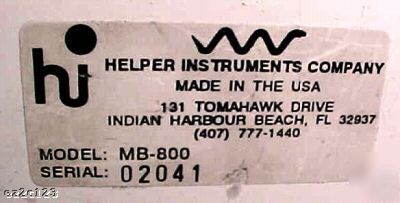 hi
HELPER INSTRUMENTS COMPANY
MADE IN THE USA
131 TOMAHAWK DRIVE
INDIAN HARBOUR BEACH, FL 32937
(407) 777-1440
MODEL: MB-800
SERIAL: 02041
ez2c123